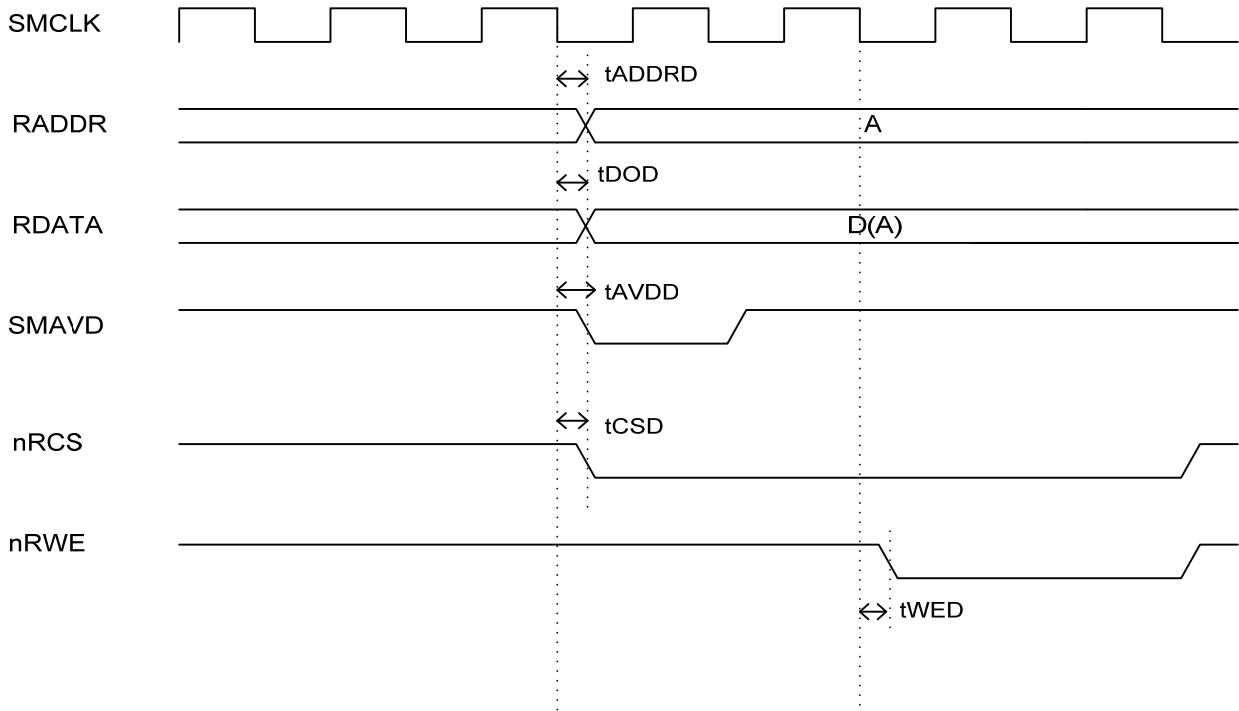 SMCLK
tADDRD
RADDR
A
tDOD
RDATA
D(A)
tAVDD
SMAVD
tCSD
nRCS
nRWE
tWED